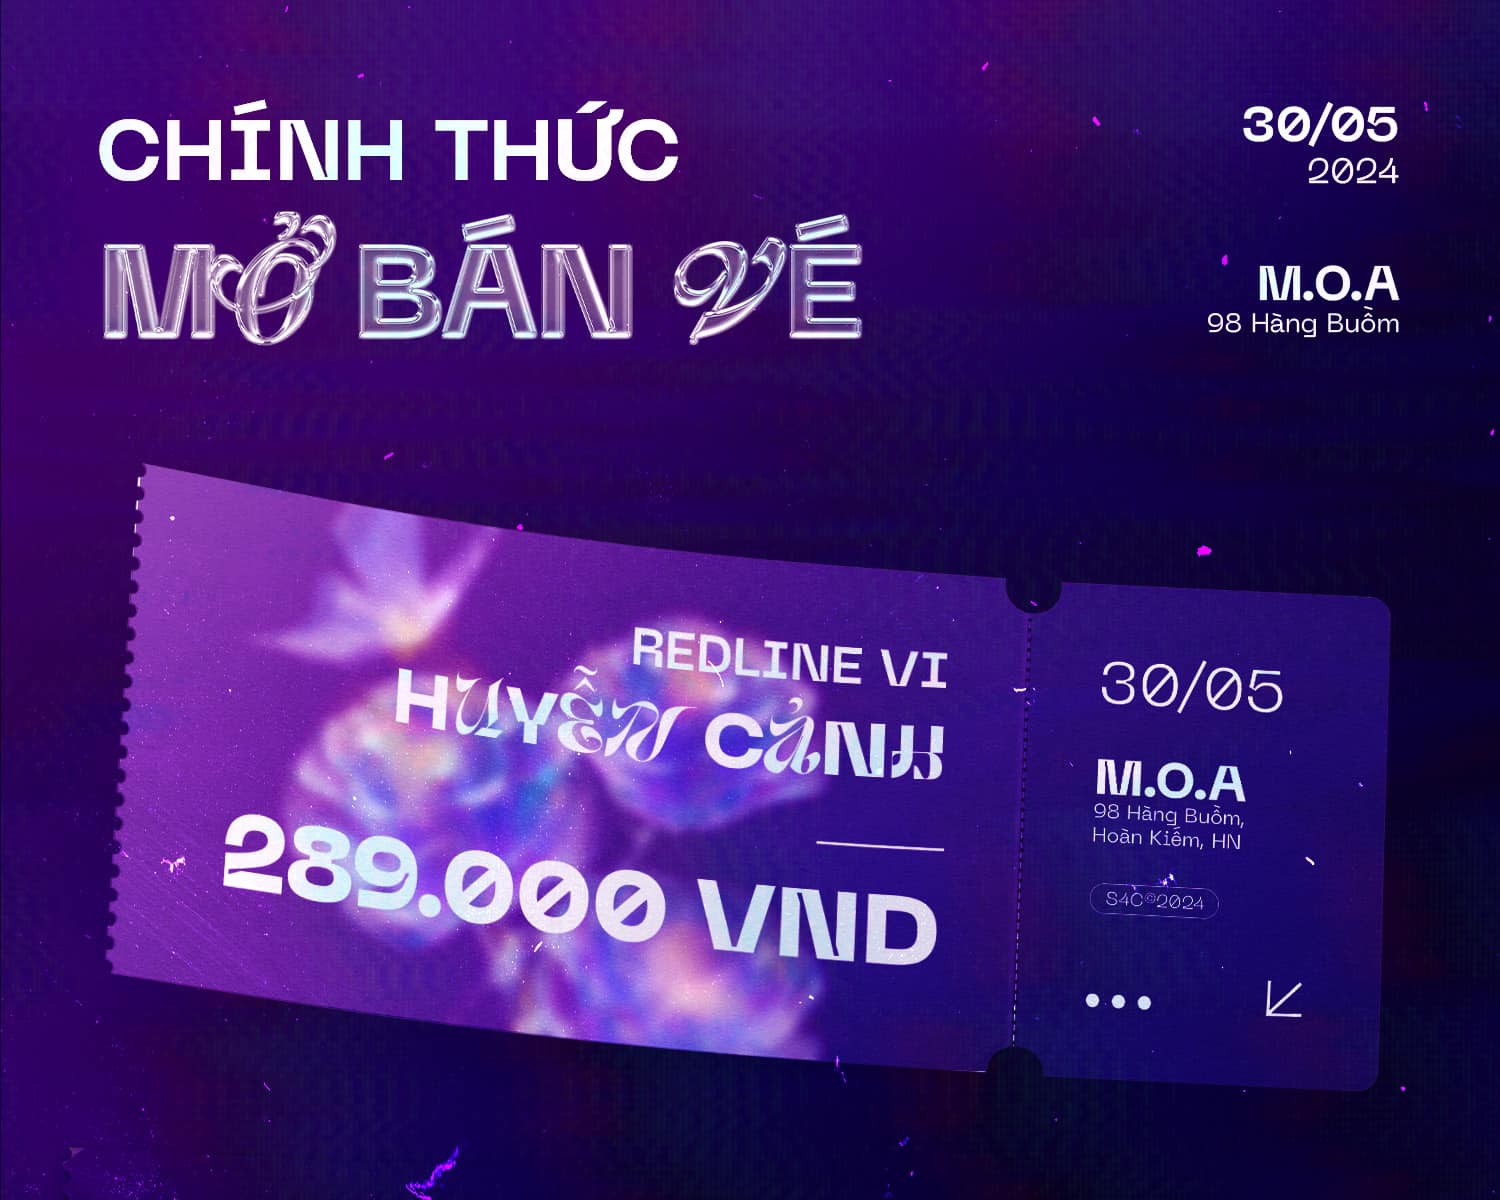 CHÍNH THỨC
MỞ BÁN VÉ
30/05
2024
M.O.A
98 Hàng Buồm
REDLINE VI
HUYỄN CẢNH
289.000 VND
30/05
M.O.A
98 Hàng Buồm,
Hoàn Kiếm, HN
S4C©2024